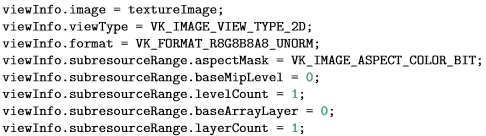 viewInfo.image = textureImage;
viewInfo.viewType = VK_IMAGE_VIEW_TYPE_2D;
viewInfo.format = VK_FORMAT_R8G8B8A8_UNORM;
viewInfo.subresourceRange.aspectMask = VK_IMAGE_ASPECT_COLOR_BIT;
viewInfo.subresourceRange.baseMipLevel = 0;
viewInfo.subresourceRange.levelCount = 1;
viewInfo.subresourceRange.baseArrayLayer = 0;
viewInfo.subresourceRange.layerCount = 1;